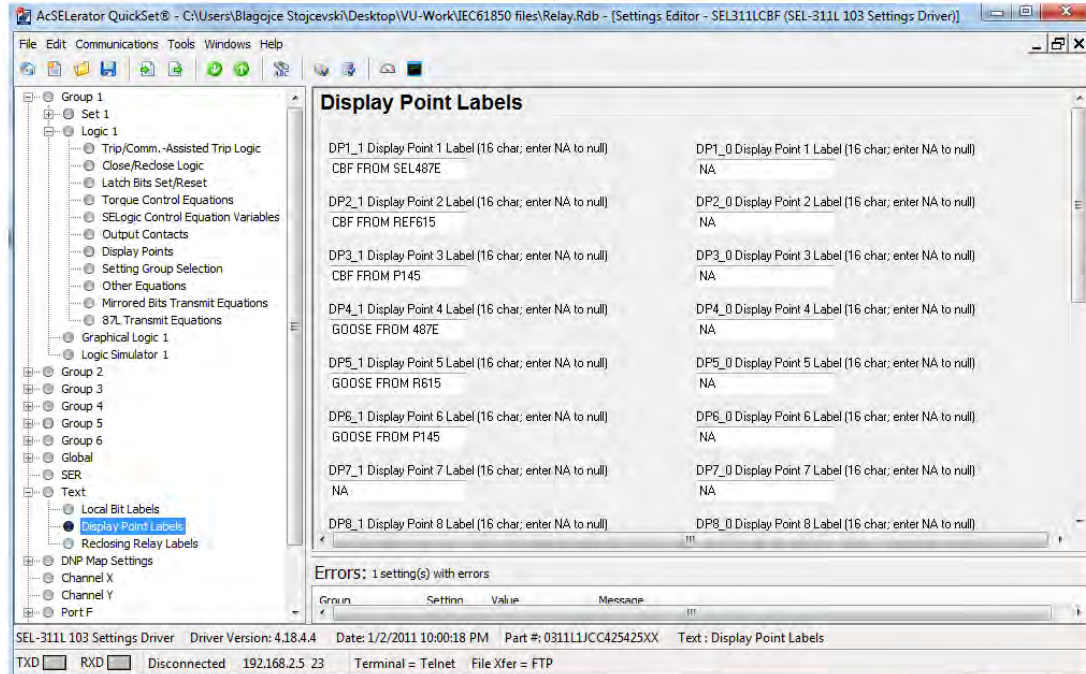 AcSELerator QuickSet® - C:\Users\Blagojce Stojcevski\Desktop\VU-Work\IEC61850 files\Relay.Rdb - [Settings Editor - SEL311LCBF (SEL-311L 103 Settings Driver)]
File Edit Communications Tools Windows Help
Group 1
Set 1
Logic 1
Trip/Comm.-Assisted Trip Logic
Close/Reclose Logic
Latch Bits Set/Reset
Torque Control Equations
SELogic Control Equation Variables
Output Contacts
Display Points
Setting Group Selection
Other Equations
Mirrored Bits Transmit Equations
87L Transmit Equations
Graphical Logic 1
Logic Simulator 1
Group 2
Group 3
Group 4
Group 5
Group 6
Global
SER
Text
Local Bit Labels
Display Point Labels
Reclosing Relay Labels
DNP Map Settings
Channel X
Channel Y
Port F
Display Point Labels
DP1_1 Display Point 1 Label (16 char; enter NA to null) DP1_0 Display Point 1 Label (16 char; enter NA to null)
CBF FROM SEL487E NA
DP2_1 Display Point 2 Label (16 char; enter NA to null) DP2_0 Display Point 2 Label (16 char; enter NA to null)
CBF FROM REF615 NA
DP3_1 Display Point 3 Label (16 char; enter NA to null) DP3_0 Display Point 3 Label (16 char; enter NA to null)
CBF FROM P145 NA
DP4_1 Display Point 4 Label (16 char; enter NA to null) DP4_0 Display Point 4 Label (16 char; enter NA to null)
GOOSE FROM 487E NA
DP5_1 Display Point 5 Label (16 char; enter NA to null) DP5_0 Display Point 5 Label (16 char; enter NA to null)
GOOSE FROM R615 NA
DP6_1 Display Point 6 Label (16 char; enter NA to null) DP6_0 Display Point 6 Label (16 char; enter NA to null)
GOOSE FROM P145 NA
DP7_1 Display Point 7 Label (16 char; enter NA to null) DP7_0 Display Point 7 Label (16 char; enter NA to null)
NA NA
DP8_1 Display Point 8 Label (16 char; enter NA to null) DP8_0 Display Point 8 Label (16 char; enter NA to null)
Errors: 1 setting(s) with errors
Group Setting Value Message
SEL-311L 103 Settings Driver Driver Version: 4.18.4.4 Date: 1/2/2011 10:00:18 PM Part #: 0311L1JCC425425XX Text : Display Point Labels
TXD RXD Disconnected 192.168.2.5 23 Terminal = Telnet File Xfer = FTP